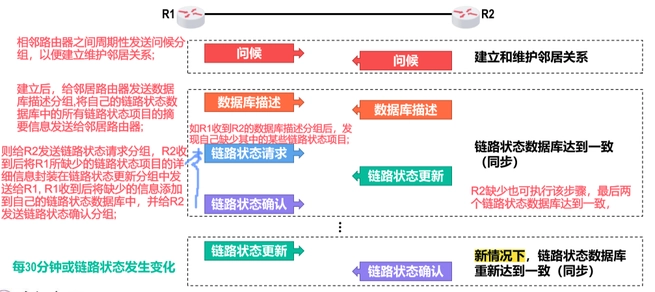 R1
R2
相邻路由器之间周期性发送问候分
组，以便建立维护邻居关系;
问候
问候
建立和维护邻居关系
建立后，给邻居路由器发送数据
库描述分组,将自己的链路状态数
据库中的所有链路状态项目的摘
要信息发送给邻居路由器;
数据库描述
数据库描述
如R1收到R2的数据库描述分组后，发
现自己缺少其中的某些链路状态项目;
则给R2发送链路状态请求分组，R2收
到后将R1所缺少的链路状态项目的详
细信息封装在链路状态更新分组中发
送给R1, R1收到后将缺少的信息添加
到自己的链路状态数据库中，并给R2
发送链路状态确认分组;
链路状态请求
链路状态更新
链路状态确认
链路状态数据库达到一致
（同步）
R2缺少也可执行该步骤，最后两
个链路状态数据库达到一致，
每30分钟或链路状态发生变化
链路状态更新
链路状态确认
新情况下，链路状态数据库
重新达到一致（同步）